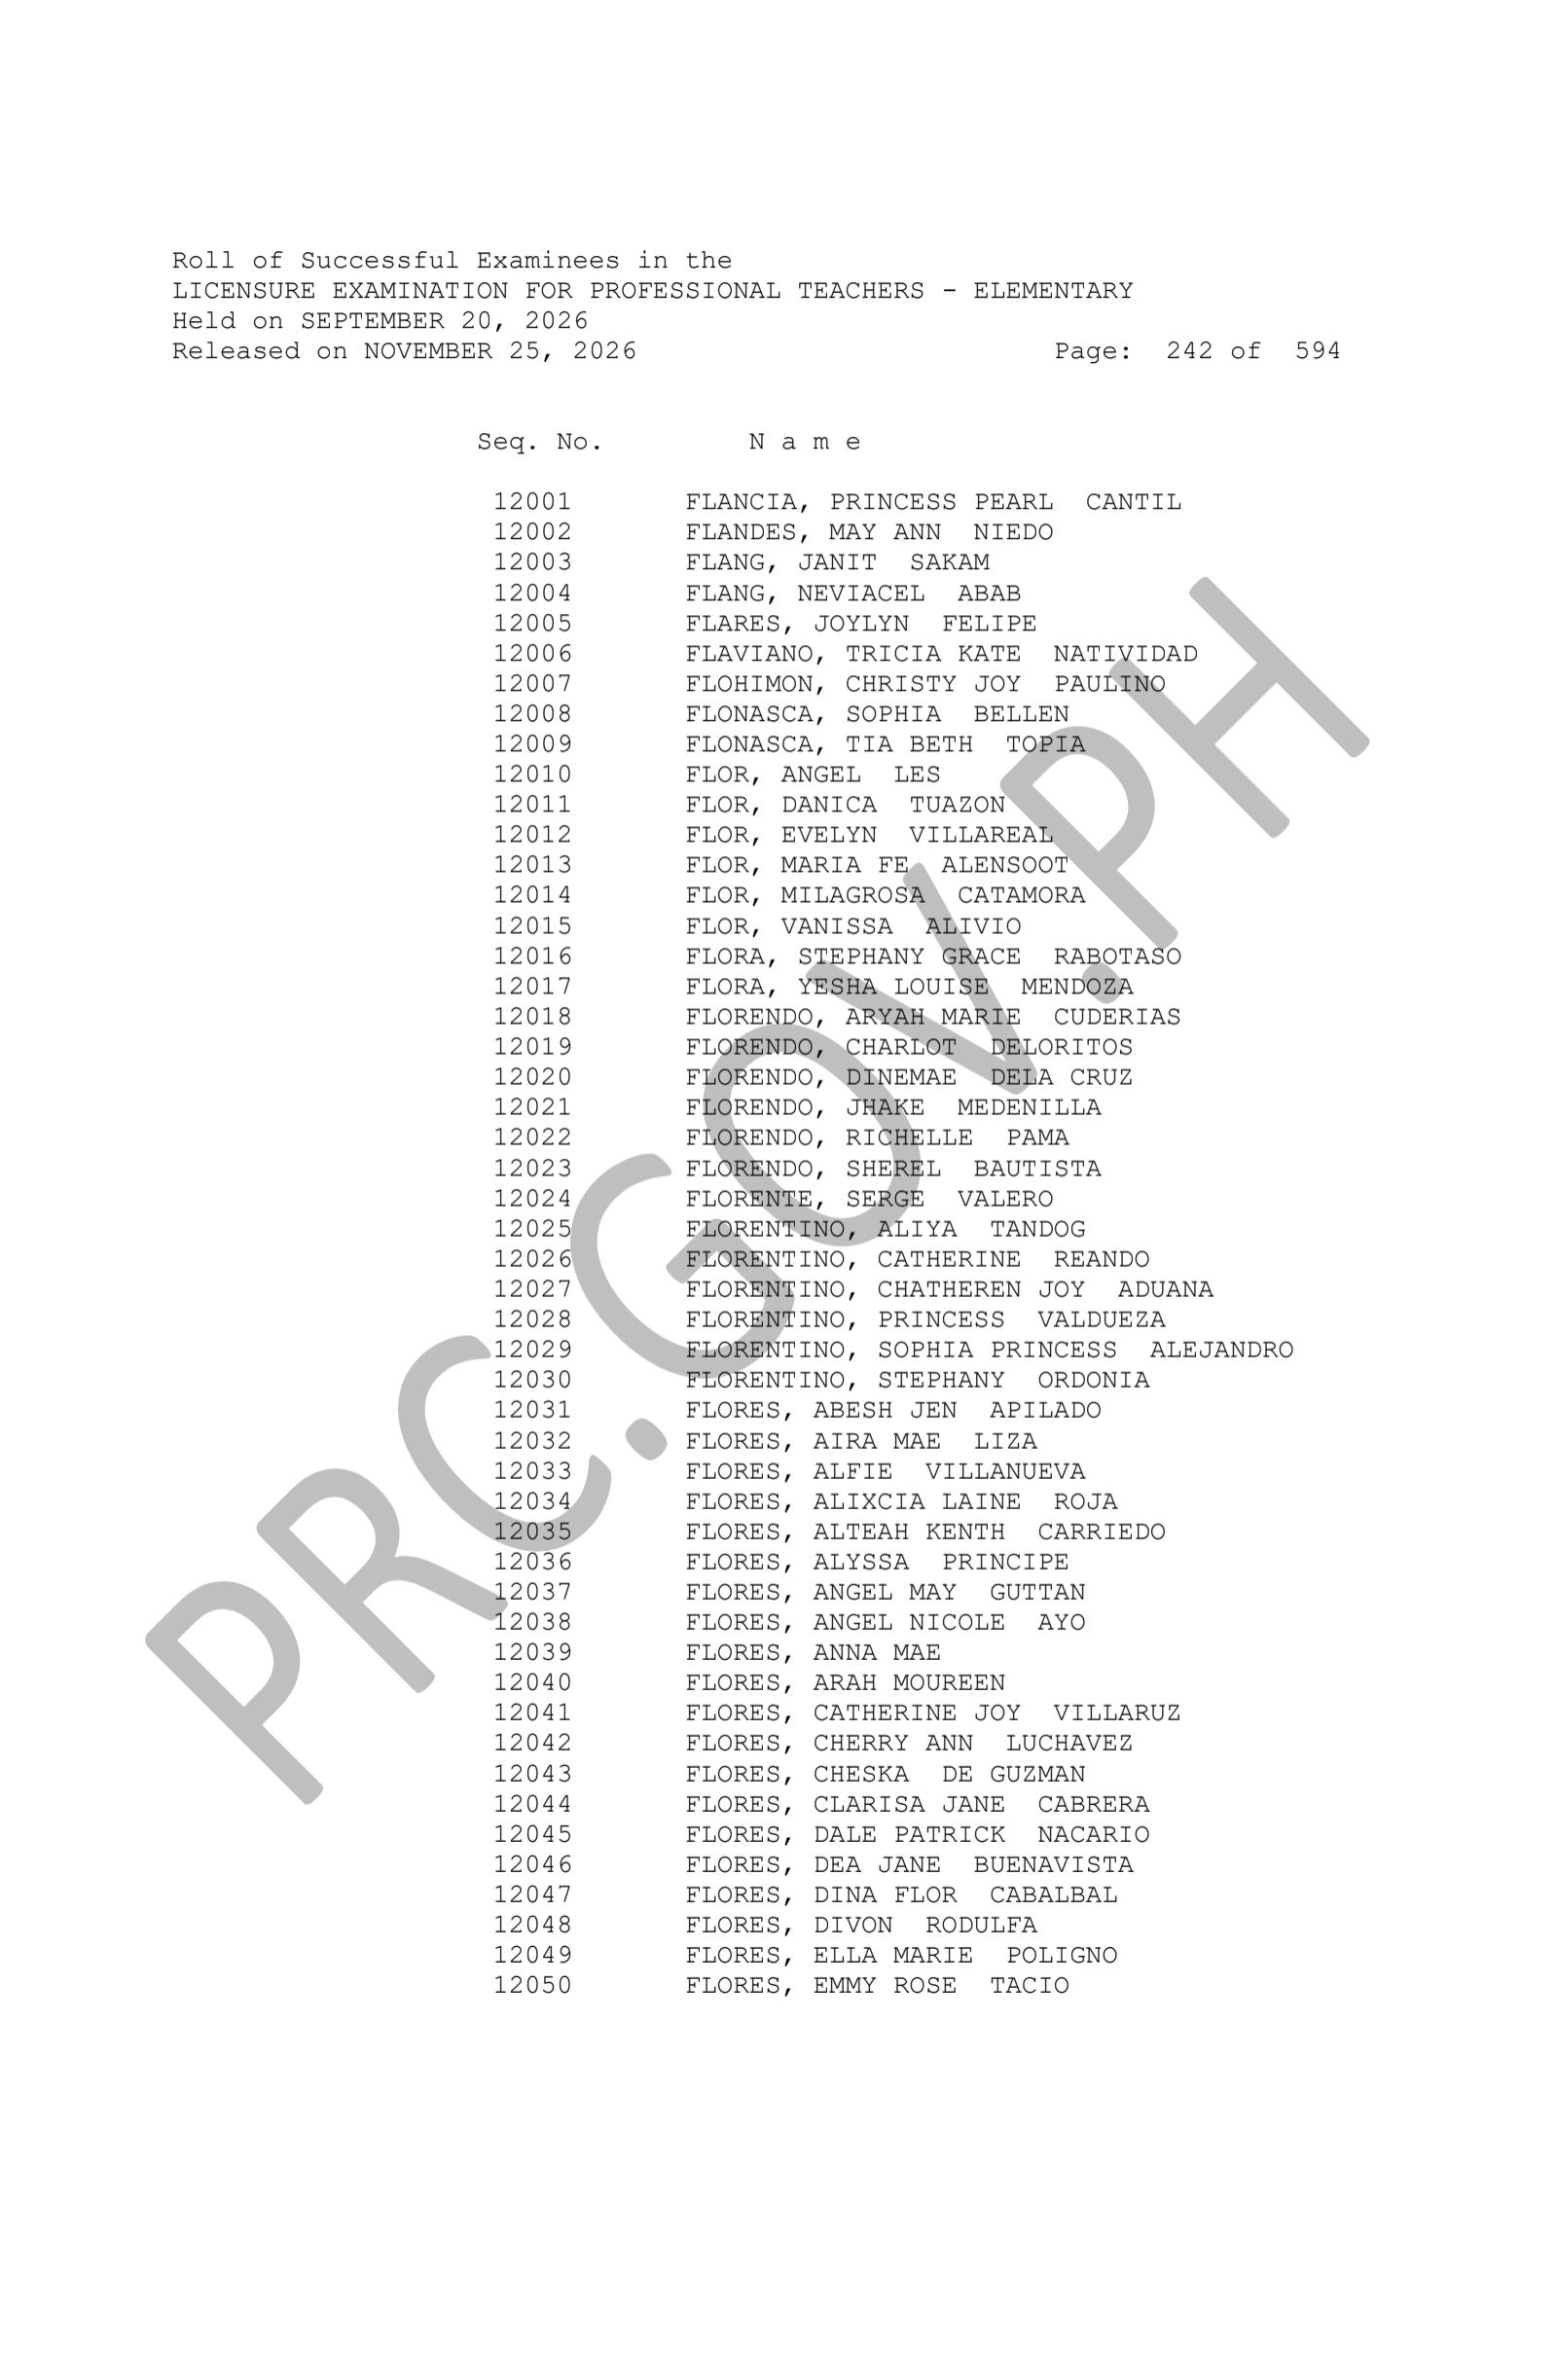 Roll of Successful Examinees in the
LICENSURE EXAMINATION FOR PROFESSIONAL TEACHERS - ELEMENTARY
Held on SEPTEMBER 20, 2026
Released on NOVEMBER 25, 2026 Page: 242 of 594
Seq. No. N a m e
12001 FLANCIA, PRINCESS PEARL CANTIL
12002 FLANDES, MAY ANN NIEDO
12003 FLANG, JANIT SAKAM
12004 FLANG, NEVIACEL ABAB
12005 FLARES, JOYLYN FELIPE
12006 FLAVIANO, TRICIA KATE NATIVIDAD
12007 FLOHIMON, CHRISTY JOY PAULINO
12008 FLONASCA, SOPHIA BELLEN
12009 FLONASCA, TIA BETH TOPIA
12010 FLOR, ANGEL LES
12011 FLOR, DANICA TUAZON
12012 FLOR, EVELYN VILLAREAL
12013 FLOR, MARIA FE ALENSOOT
12014 FLOR, MILAGROSA CATAMORA
12015 FLOR, VANISSA ALIVIO
12016 FLORA, STEPHANY GRACE RABOTASO
12017 FLORA, YESHA LOUISE MENDOZA
12018 FLORENDO, ARYAH MARIE CUDERIAS
12019 FLORENDO, CHARLOT DELORITOS
12020 FLORENDO, DINEMAE DELA CRUZ
12021 FLORENDO, JHAKE MEDENILLA
12022 FLORENDO, RICHELLE PAMA
12023 FLORENDO, SHEREL BAUTISTA
12024 FLORENTE, SERGE VALERO
12025 FLORENTINO, ALIYA TANDOG
12026 FLORENTINO, CATHERINE REANDO
12027 FLORENTINO, CHATHEREN JOY ADUANA
12028 FLORENTINO, PRINCESS VALDUEZA
12029 FLORENTINO, SOPHIA PRINCESS ALEJANDRO
12030 FLORENTINO, STEPHANY ORDONIA
12031 FLORES, ABESH JEN APILADO
12032 FLORES, AIRA MAE LIZA
12033 FLORES, ALFIE VILLANUEVA
12034 FLORES, ALIXCIA LAINE ROJA
12035 FLORES, ALTEAH KENTH CARRIEDO
12036 FLORES, ALYSSA PRINCIPE
12037 FLORES, ANGEL MAY GUTTAN
12038 FLORES, ANGEL NICOLE AYO
12039 FLORES, ANNA MAE
12040 FLORES, ARAH MOUREEN
12041 FLORES, CATHERINE JOY VILLARUZ
12042 FLORES, CHERRY ANN LUCHAVEZ
12043 FLORES, CHESKA DE GUZMAN
12044 FLORES, CLARISA JANE CABRERA
12045 FLORES, DALE PATRICK NACARIO
12046 FLORES, DEA JANE BUENAVISTA
12047 FLORES, DINA FLOR CABALBAL
12048 FLORES, DIVON RODULFA
12049 FLORES, ELLA MARIE POLIGNO
12050 FLORES, EMMY ROSE TACIO
PRC.GOV.PH